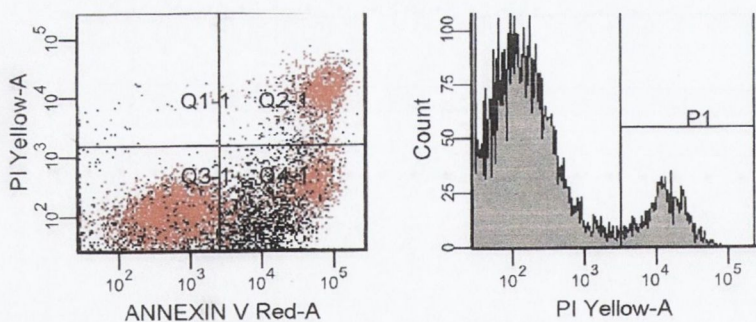 10^5
10^4
10^3
10^2
PI Yellow-A
Q1-1
Q2-1
Q3-1
Q4-1
10^2 10^3 10^4 10^5
ANNEXIN V Red-A
100
75
50
25
0
Count
P1
10^2 10^3 10^4 10^5
PI Yellow-A